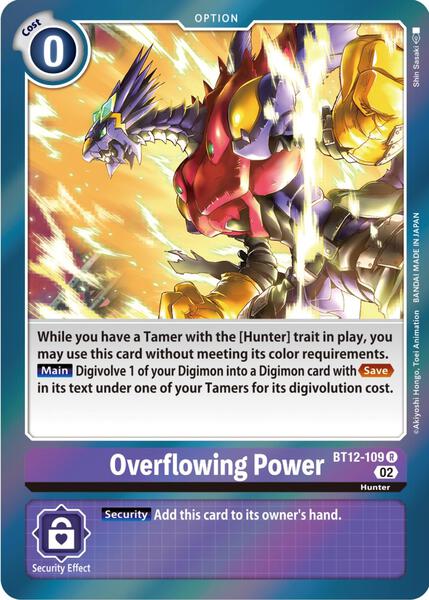 OPTION
Cost
0
Shin Sasaki
©Akiyoshi Hongo, Toei Animation BANDAI MADE IN JAPAN
While you have a Tamer with the [Hunter] trait in play, you
may use this card without meeting its color requirements.
Main Digivolve 1 of your Digimon into a Digimon card with Save
in its text under one of your Tamers for its digivolution cost.
Overflowing Power
BT12-109 R
02
Hunter
Security Add this card to its owner's hand.
Security Effect